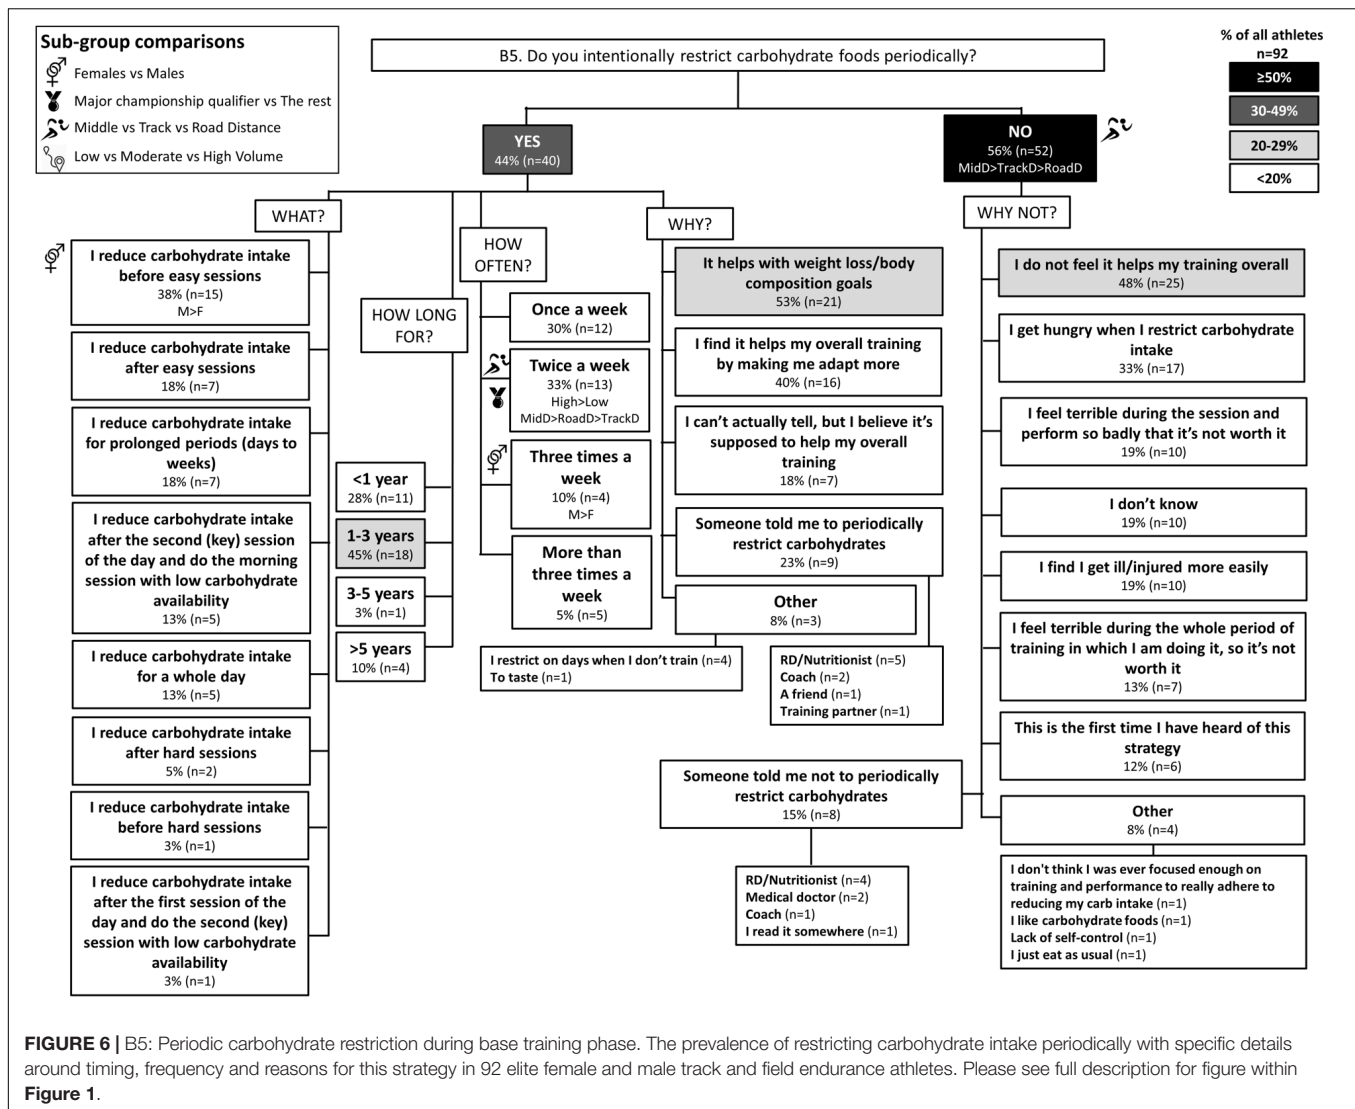 Sub-group comparisons
Females vs Males
Major championship qualifier vs The rest
Middle vs Track vs Road Distance
Low vs Moderate vs High Volume
B5. Do you intentionally restrict carbohydrate foods periodically?
% of all athletes
n=92
≥50%
30-49%
20-29%
<20%
YES
44% (n=40)
NO
56% (n=52)
MidD>TrackD>RoadD
WHAT?
I reduce carbohydrate intake
before easy sessions
38% (n=15)
M>F
I reduce carbohydrate intake
after easy sessions
18% (n=7)
I reduce carbohydrate intake
for prolonged periods (days to
weeks)
18% (n=7)
I reduce carbohydrate intake
after the second (key) session
of the day and do the morning
session with low carbohydrate
availability
13% (n=5)
I reduce carbohydrate intake
for a whole day
13% (n=5)
I reduce carbohydrate intake
after hard sessions
5% (n=2)
I reduce carbohydrate intake
before hard sessions
3% (n=1)
I reduce carbohydrate intake
after the first session of the
day and do the second (key)
session with low carbohydrate
availability
3% (n=1)
HOW LONG
FOR?
<1 year
28% (n=11)
1-3 years
45% (n=18)
3-5 years
3% (n=1)
>5 years
10% (n=4)
HOW
OFTEN?
Once a week
30% (n=12)
Twice a week
33% (n=13)
High>Low
MidD>RoadD>TrackD
Three times a
week
10% (n=4)
M>F
More than
three times a
week
5% (n=5)
WHY?
It helps with weight loss/body
composition goals
53% (n=21)
I find it helps my overall training
by making me adapt more
40% (n=16)
I can't actually tell, but I believe it's
supposed to help my overall
training
18% (n=7)
Someone told me to periodically
restrict carbohydrates
23% (n=9)
Other
8% (n=3)
I restrict on days when I don't train (n=4)
To taste (n=1)
RD/Nutritionist (n=5)
Coach (n=2)
A friend (n=1)
Training partner (n=1)
WHY NOT?
I do not feel it helps my training overall
48% (n=25)
I get hungry when I restrict carbohydrate
intake
33% (n=17)
I feel terrible during the session and
perform so badly that it's not worth it
19% (n=10)
I don't know
19% (n=10)
I find I get ill/injured more easily
19% (n=10)
I feel terrible during the whole period of
training in which I am doing it, so it's not
worth it
13% (n=7)
This is the first time I have heard of this
strategy
12% (n=6)
Someone told me not to periodically
restrict carbohydrates
15% (n=8)
RD/Nutritionist (n=4)
Medical doctor (n=2)
Coach (n=1)
I read it somewhere (n=1)
Other
8% (n=4)
I don't think I was ever focused enough on
training and performance to really adhere to
reducing my carb intake (n=1)
I like carbohydrate foods (n=1)
Lack of self-control (n=1)
I just eat as usual (n=1)
FIGURE 6 | B5: Periodic carbohydrate restriction during base training phase. The prevalence of restricting carbohydrate intake periodically with specific details
around timing, frequency and reasons for this strategy in 92 elite female and male track and field endurance athletes. Please see full description for figure within
Figure 1.